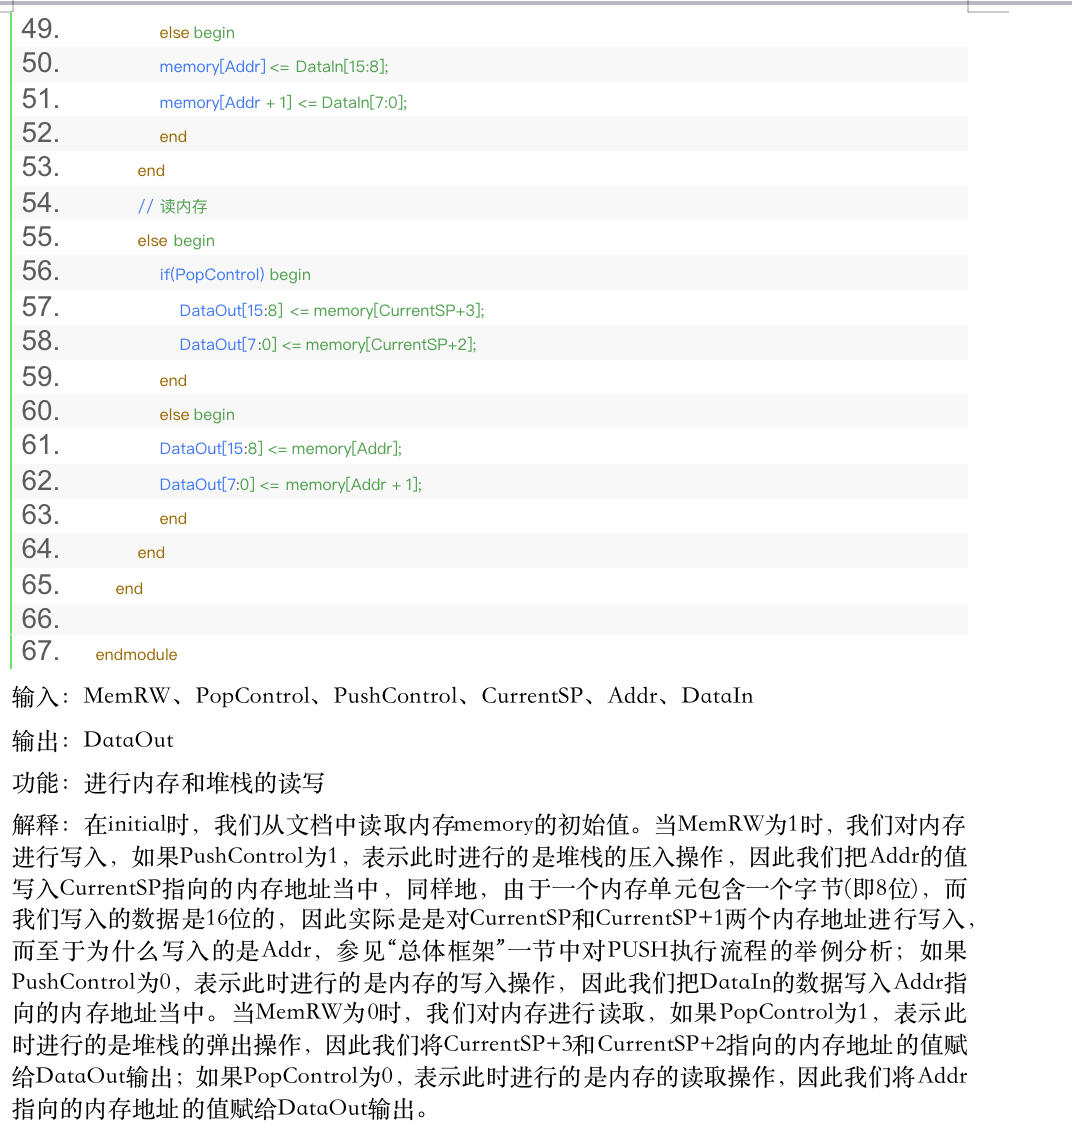 49. else begin
50. memory[Addr] <= DataIn[15:8];
51. memory[Addr + 1] <= DataIn[7:0];
52. end
53. end
54. // 读内存
55. else begin
56. if(PopControl) begin
57. DataOut[15:8] <= memory[CurrentSP+3];
58. DataOut[7:0] <= memory[CurrentSP+2];
59. end
60. else begin
61. DataOut[15:8] <= memory[Addr];
62. DataOut[7:0] <= memory[Addr + 1];
63. end
64. end
65. end
66.
67. endmodule
输入：MemRW、PopControl、PushControl、CurrentSP、Addr、DataIn
输出：DataOut
功能：进行内存和堆栈的读写
解释：在initial时，我们从文档中读取内存memory的初始值。当MemRW为1时，我们对内存
进行写入，如果PushControl为1，表示此时进行的是堆栈的压入操作，因此我们把Addr的值
写入CurrentSP指向的内存地址当中，同样地，由于一个内存单元包含一个字节(即8位)，而
我们写入的数据是16位的，因此实际是是对CurrentSP和CurrentSP+1两个内存地址进行写入，
而至于为什么写入的是Addr，参见“总体框架”一节中对PUSH执行流程的举例分析；如果
PushControl为0，表示此时进行的是内存的写入操作，因此我们把DataIn的数据写入Addr指
向的内存地址当中。当MemRW为0时，我们对内存进行读取，如果PopControl为1，表示此
时进行的是堆栈的弹出操作，因此我们将CurrentSP+3和CurrentSP+2指向的内存地址的值赋
给DataOut输出；如果PopControl为0，表示此时进行的是内存的读取操作，因此我们将Addr
指向的内存地址的值赋给DataOut输出。